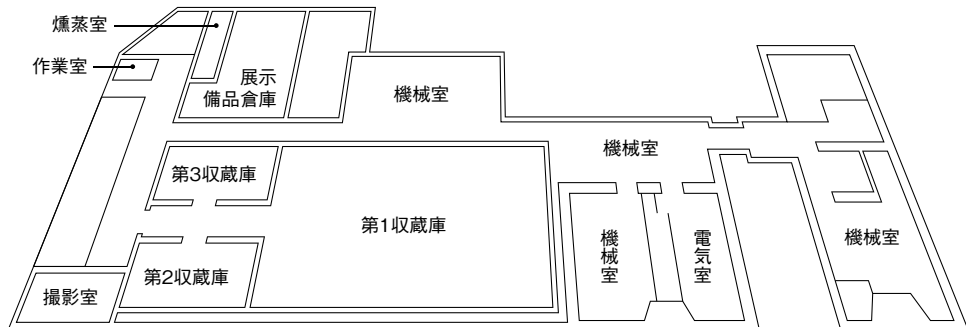 燻蒸室
作業室
展示
備品倉庫
機械室
機械室
第3収蔵庫
第1収蔵庫
第2収蔵庫
撮影室
機械室
電気室
機械室